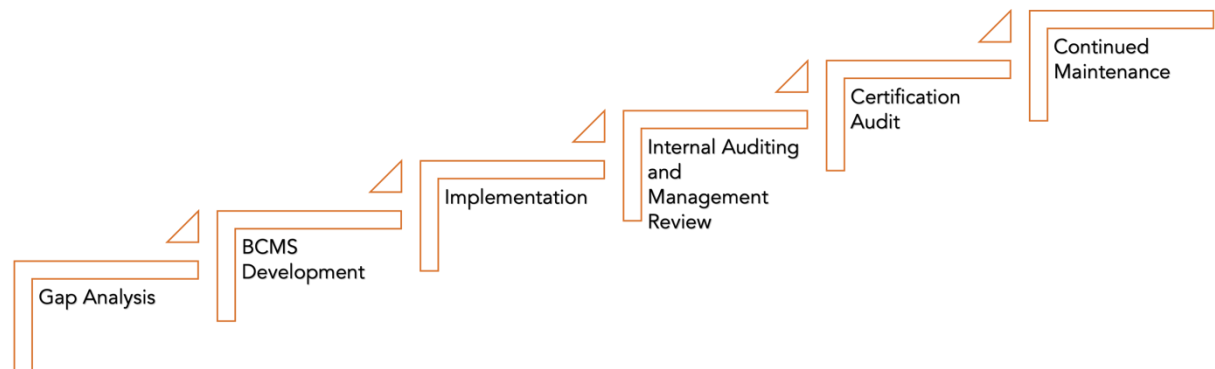 Gap Analysis
BCMS
Development
Implementation
Internal Auditing
and
Management
Review
Certification
Audit
Continued
Maintenance